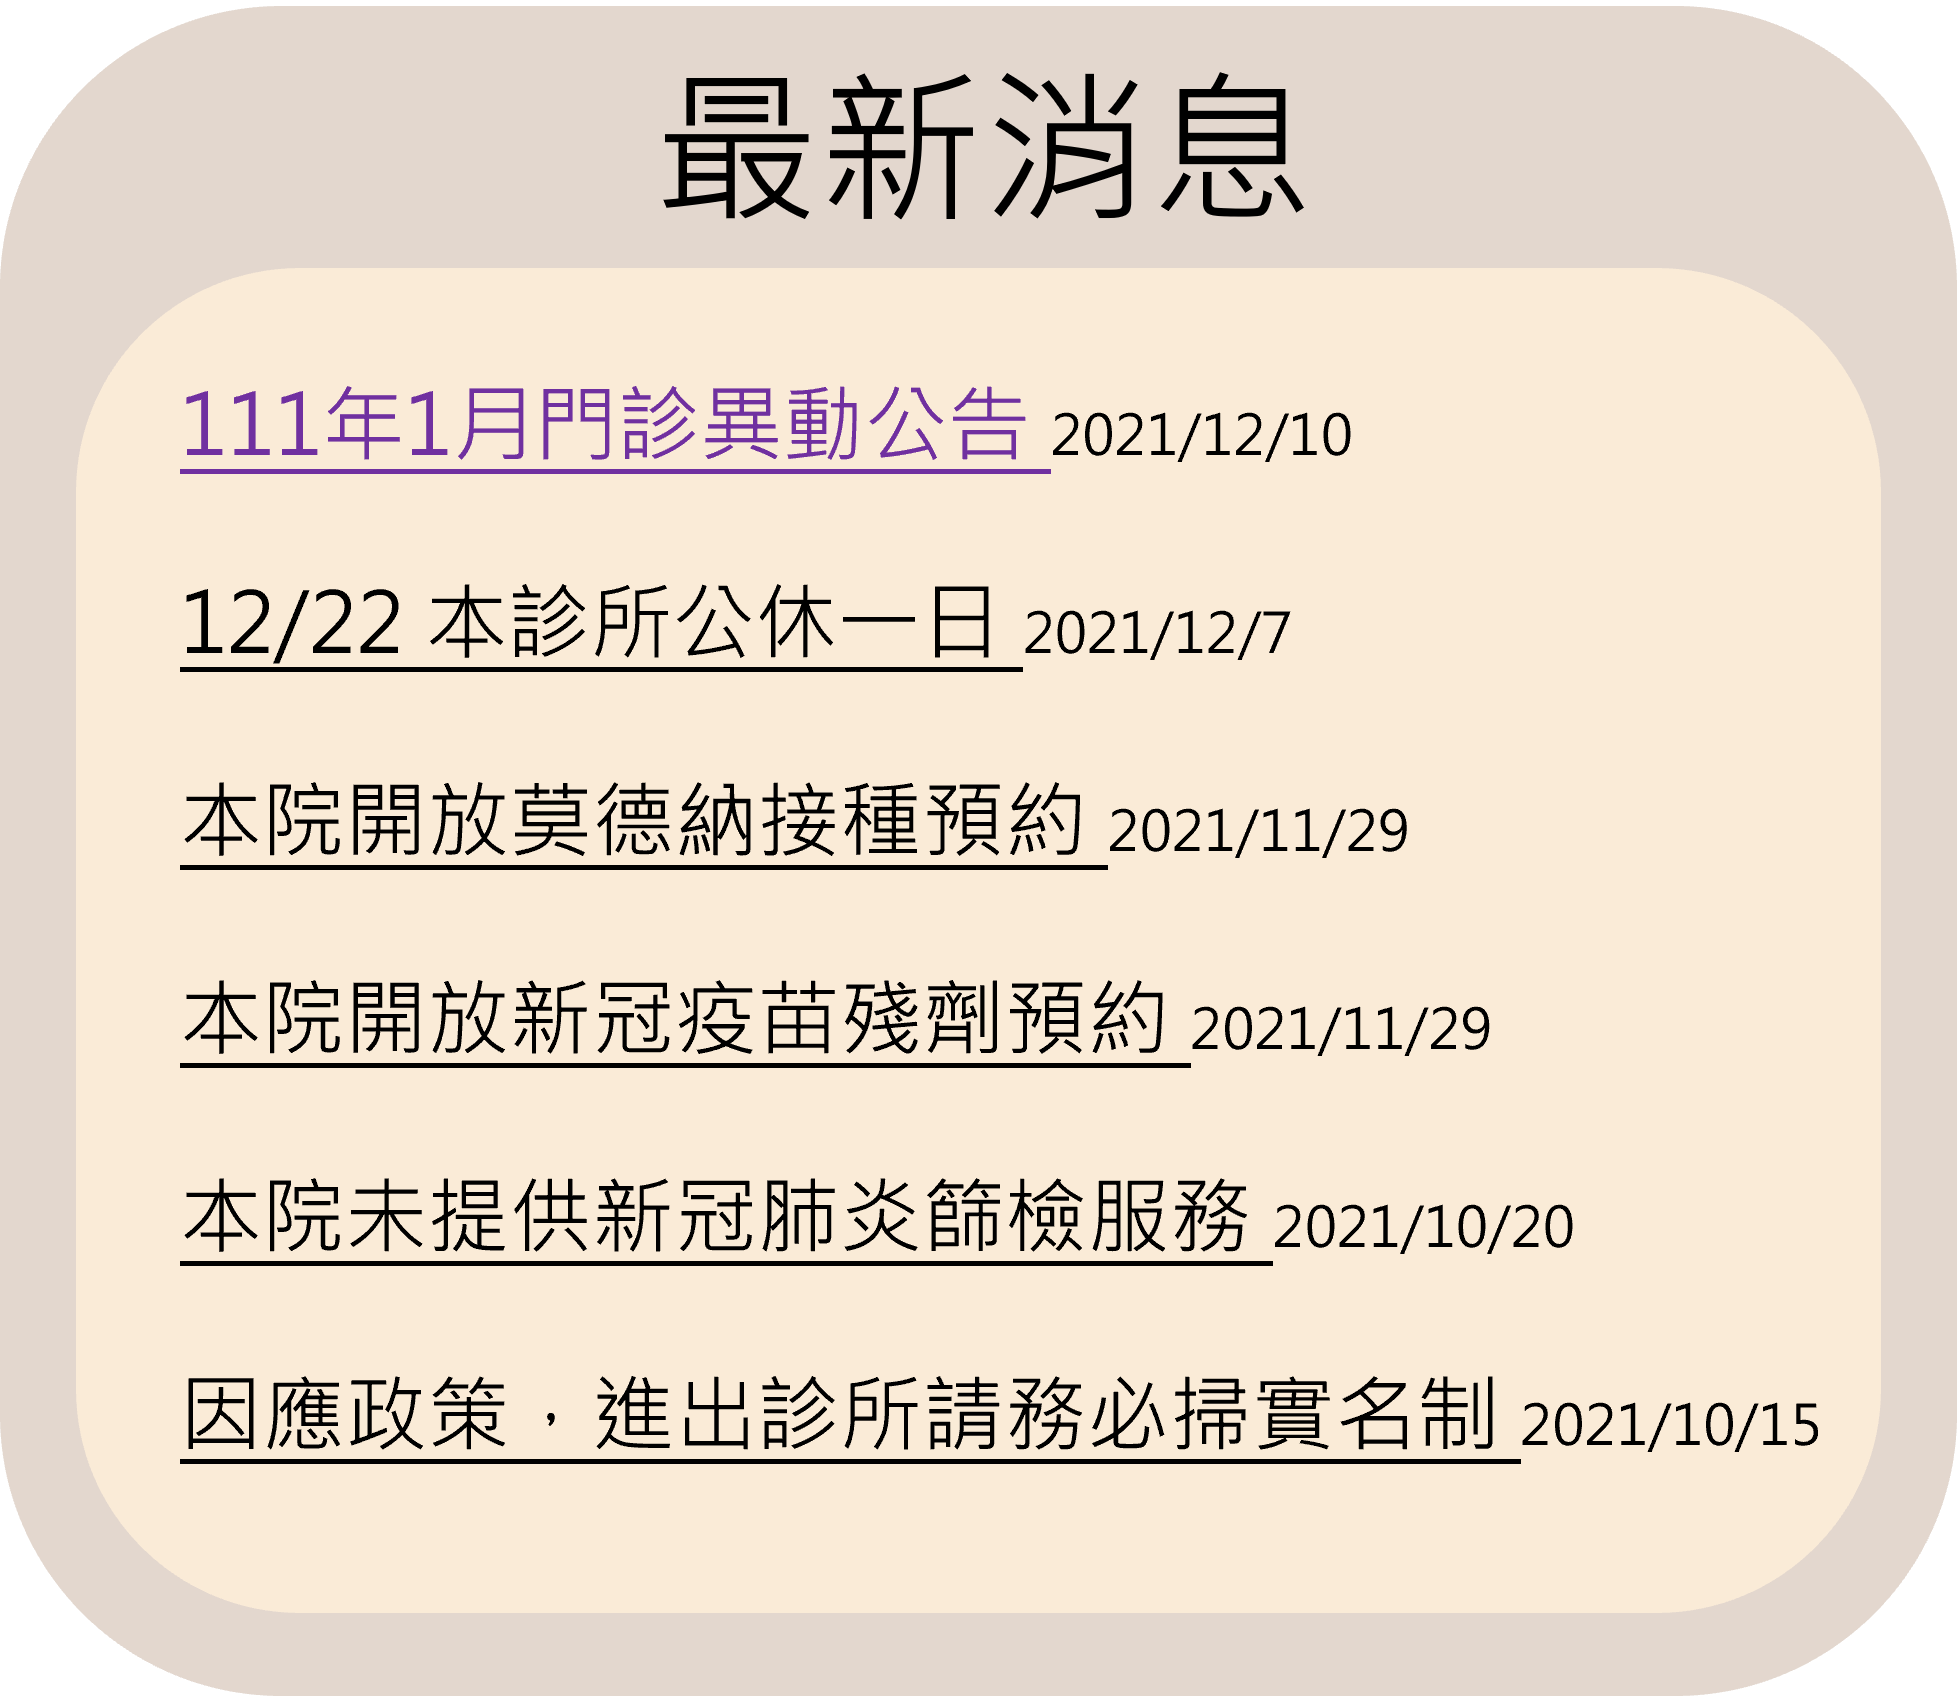 最新消息
111年1月門診異動公告 2021/12/10
12/22 本診所公休一日 2021/12/7
本院開放莫德納接種預約 2021/11/29
本院開放新冠疫苗殘劑預約 2021/11/29
本院未提供新冠肺炎篩檢服務 2021/10/20
因應政策，進出診所請務必掃實名制 2021/10/15